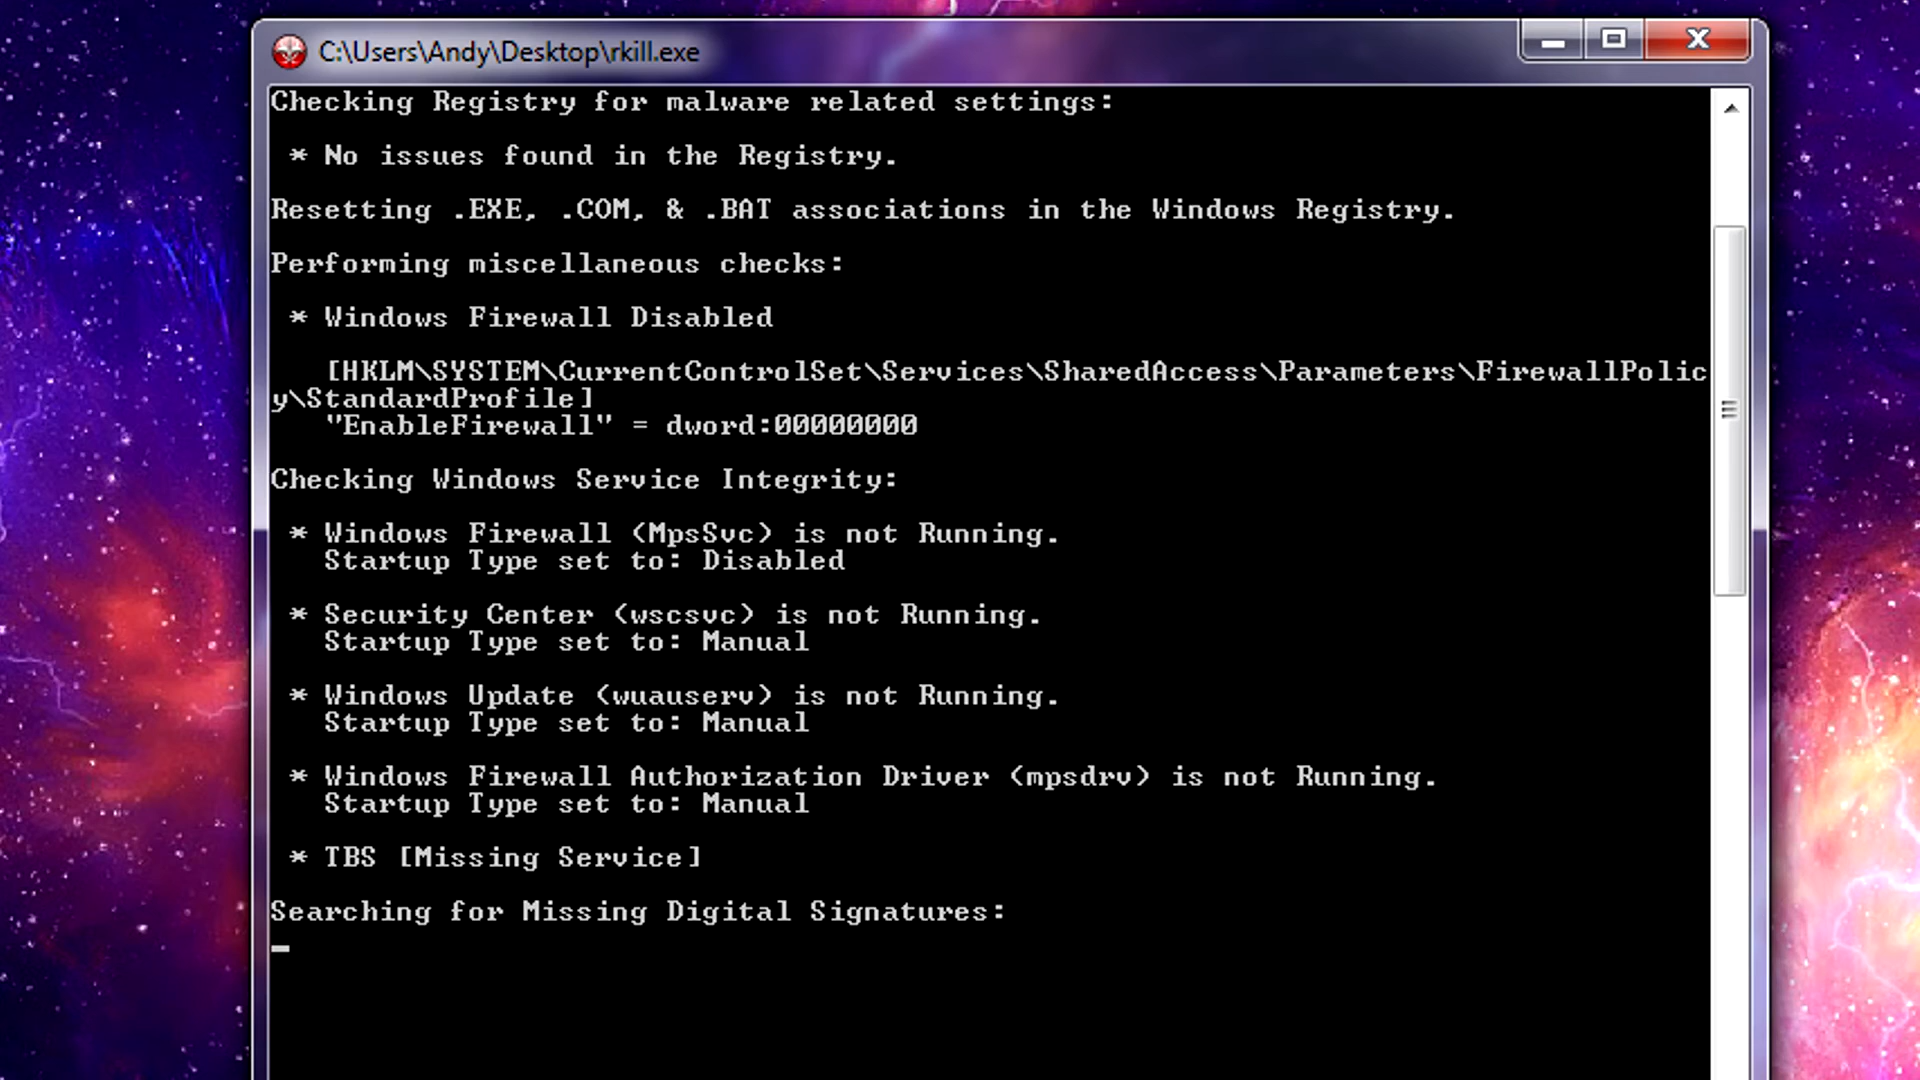 C:\Users\Andy\Desktop\rkill.exe
Checking Registry for malware related settings:
* No issues found in the Registry.
Resetting .EXE, .COM, & .BAT associations in the Windows Registry.
Performing miscellaneous checks:
* Windows Firewall Disabled
[HKLM\SYSTEM\CurrentControlSet\Services\SharedAccess\Parameters\FirewallPolic
y\StandardProfile]
"EnableFirewall" = dword:00000000
Checking Windows Service Integrity:
* Windows Firewall (MpsSvc) is not Running.
Startup Type set to: Disabled
* Security Center (wscsvc) is not Running.
Startup Type set to: Manual
* Windows Update (wuauserv) is not Running.
Startup Type set to: Manual
* Windows Firewall Authorization Driver (mpsdrv) is not Running.
Startup Type set to: Manual
* TBS [Missing Service]
Searching for Missing Digital Signatures: